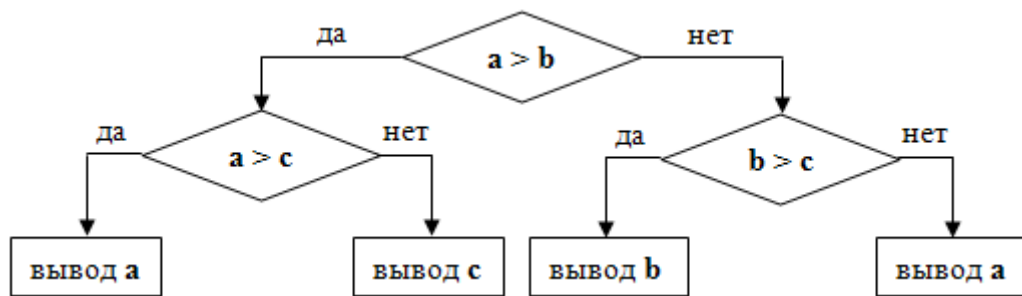 да
нет
a > b
да
нет
да
нет
a > c
b > c
вывод a
вывод c
вывод b
вывод a